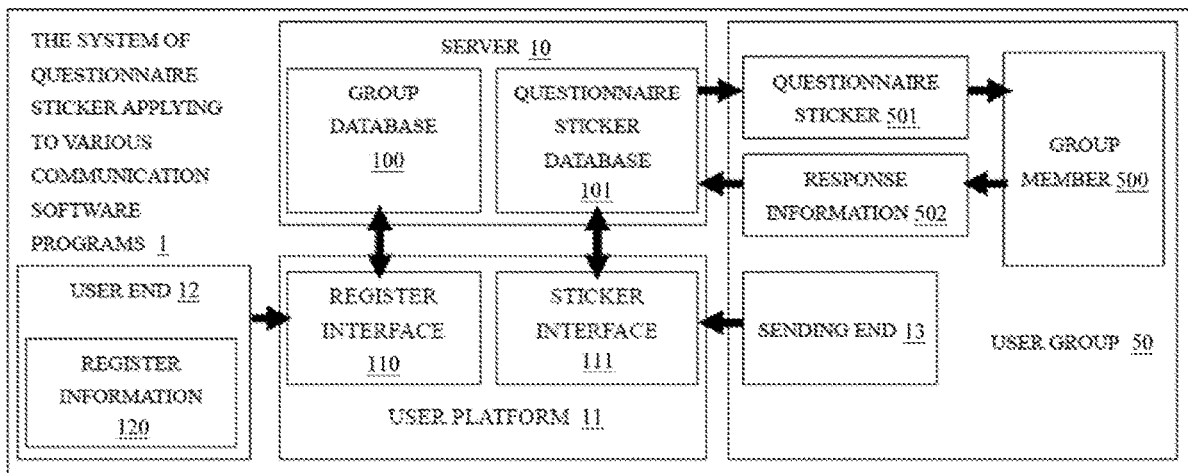 THE SYSTEM OF
QUESTIONNAIRE
STICKER APPLYING
TO VARIOUS
COMMUNICATION
SOFTWARE
PROGRAMS 1
SERVER 10
GROUP
DATABASE
100
QUESTIONNAIRE
STICKER
DATABASE
101
QUESTIONNAIRE
STICKER 501
RESPONSE
INFORMATION 502
GROUP
MEMBER 500
USER END 12
REGISTER
INFORMATION
120
REGISTER
INTERFACE
110
STICKER
INTERFACE
111
USER PLATFORM 11
SENDING END 13
USER GROUP 50